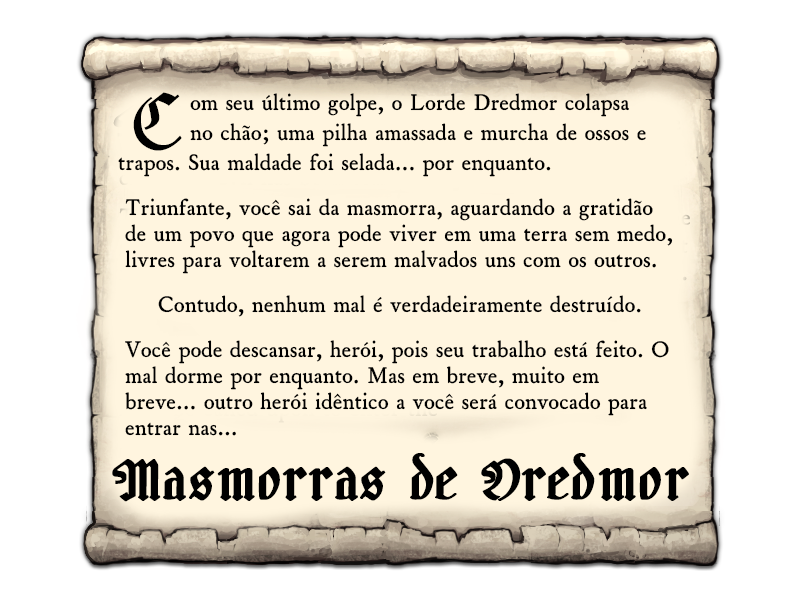 Com seu último golpe, o Lorde Dredmor colapsa
no chão; uma pilha amassada e murcha de ossos e
trapos. Sua maldade foi selada... por enquanto.
Triunfante, você sai da masmorra, aguardando a gratidão
de um povo que agora pode viver em uma terra sem medo,
livres para voltarem a serem malvados uns com os outros.
Contudo, nenhum mal é verdadeiramente destruído.
Você pode descansar, herói, pois seu trabalho está feito. O
mal dorme por enquanto. Mas em breve, muito em
breve... outro herói idêntico a você será convocado para
entrar nas...
Masmorras de Dredmor